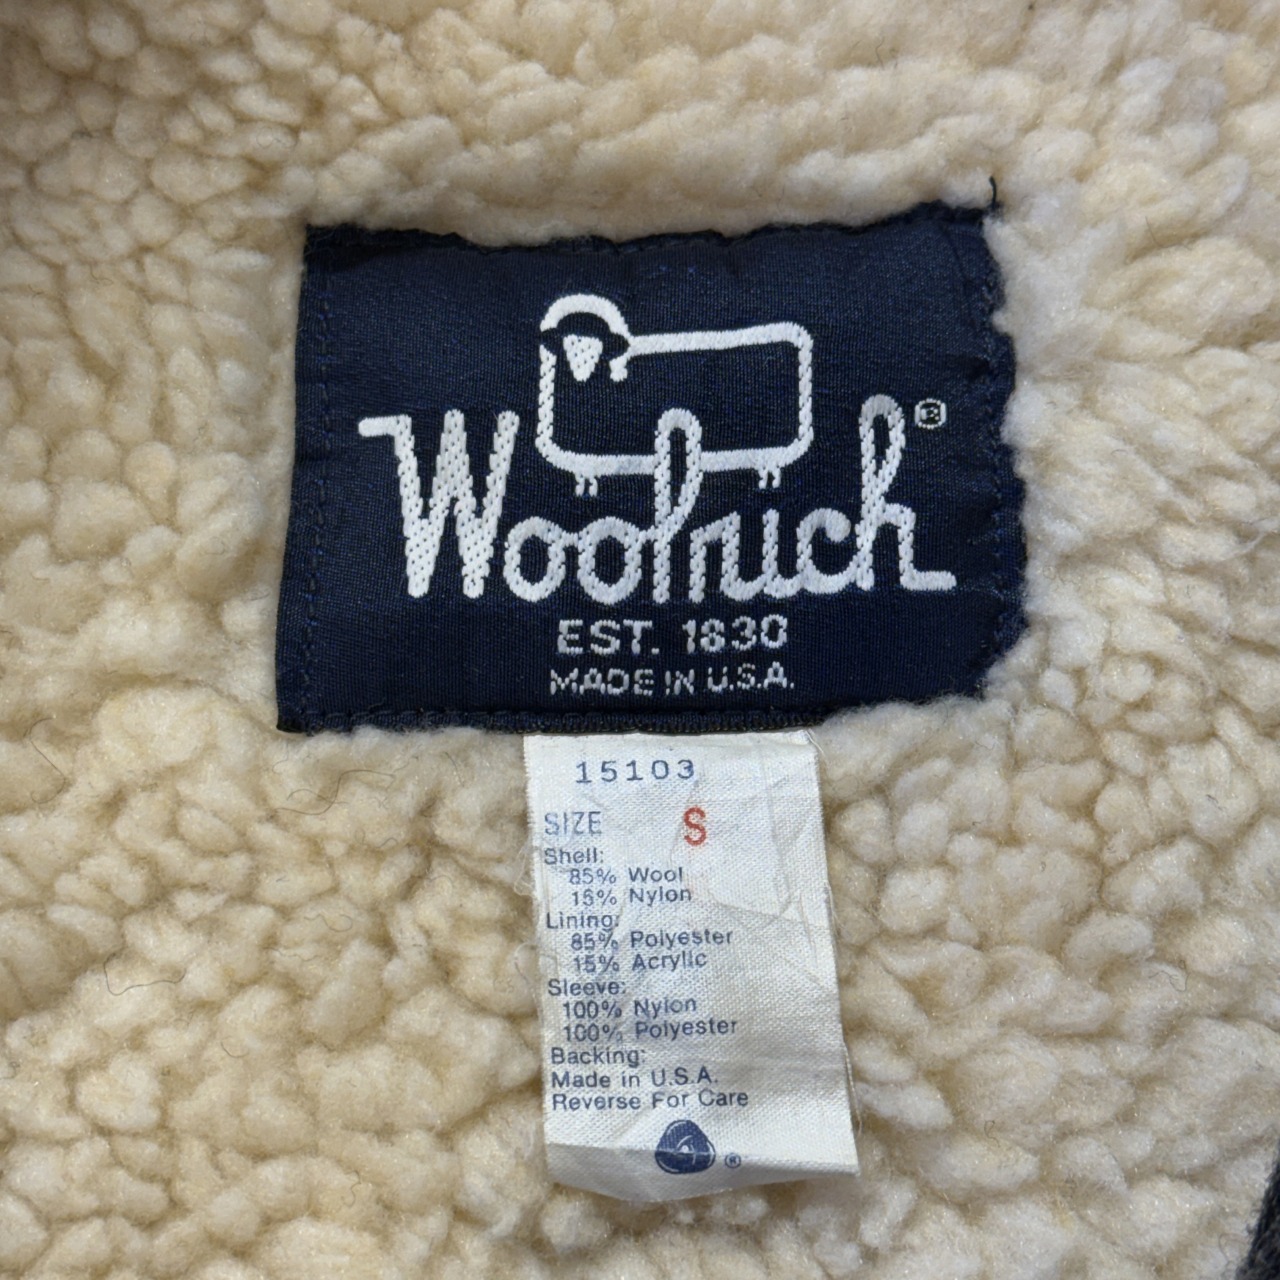 Woolrich®
EST. 1830
MADE IN U.S.A.
15103
SIZE S
Shell:
85% Wool
15% Nylon
Lining:
85% Polyester
15% Acrylic
Sleeve:
100% Nylon
100% Polyester
Backing:
Made in U.S.A.
Reverse For Care
®